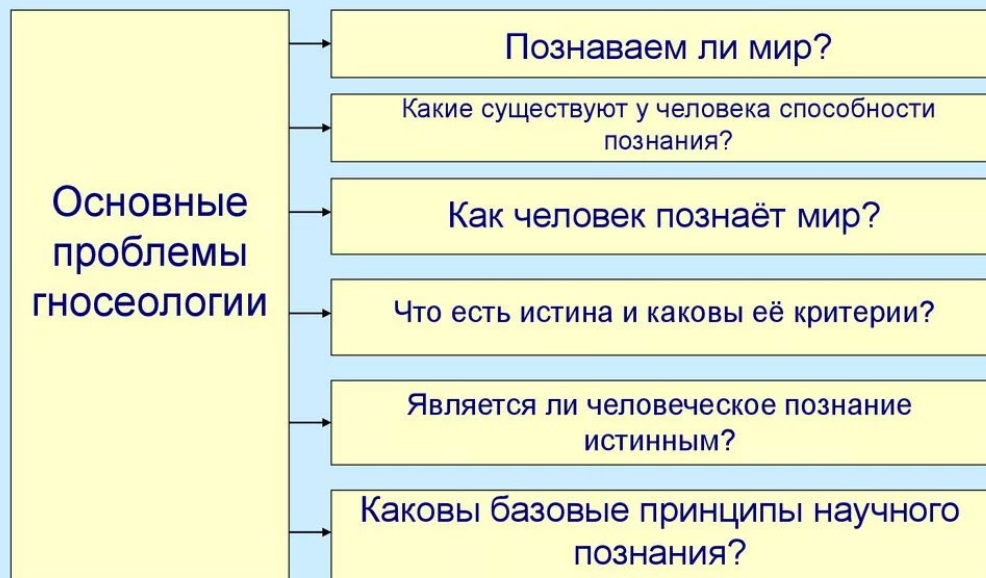 Основные
проблемы
гносеологии
Познаваем ли мир?
Какие существуют у человека способности
познания?
Как человек познаёт мир?
Что есть истина и каковы её критерии?
Является ли человеческое познание
истинным?
Каковы базовые принципы научного
познания?